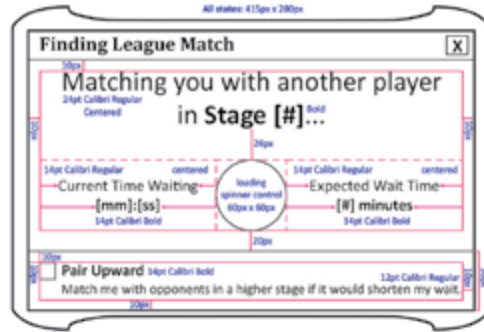 All states: 415px x 280px
Finding League Match
X
50px
Matching you with another player
24pt Calibri Regular
Centered
in Stage [#]...
Bold
26px
14pt Calibri Regular centered
14pt Calibri Regular centered
Current Time Waiting
loading
spinner control
60px x 60px
Expected Wait Time
[mm]:[ss]
[#] minutes
14pt Calibri Bold
14pt Calibri Bold
20px
10px
Pair Upward 14pt Calibri Bold
12pt Calibri Regular
Match me with opponents in a higher stage if it would shorten my wait.